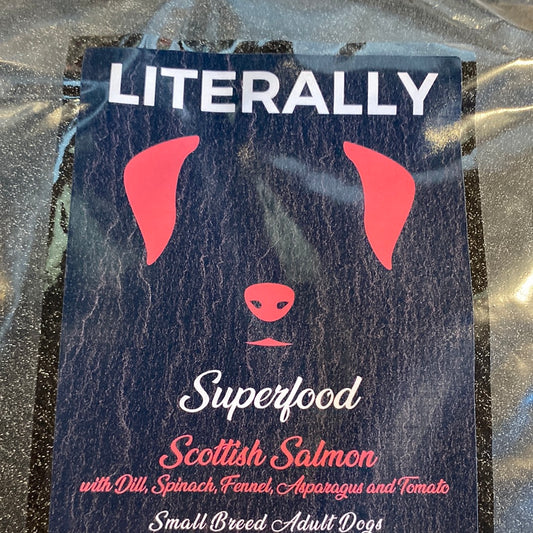 LITERALLY
Superfood
Scottish Salmon
with Dill, Spinach, Fennel, Asparagus and Tomato
Small Breed Adult Dogs